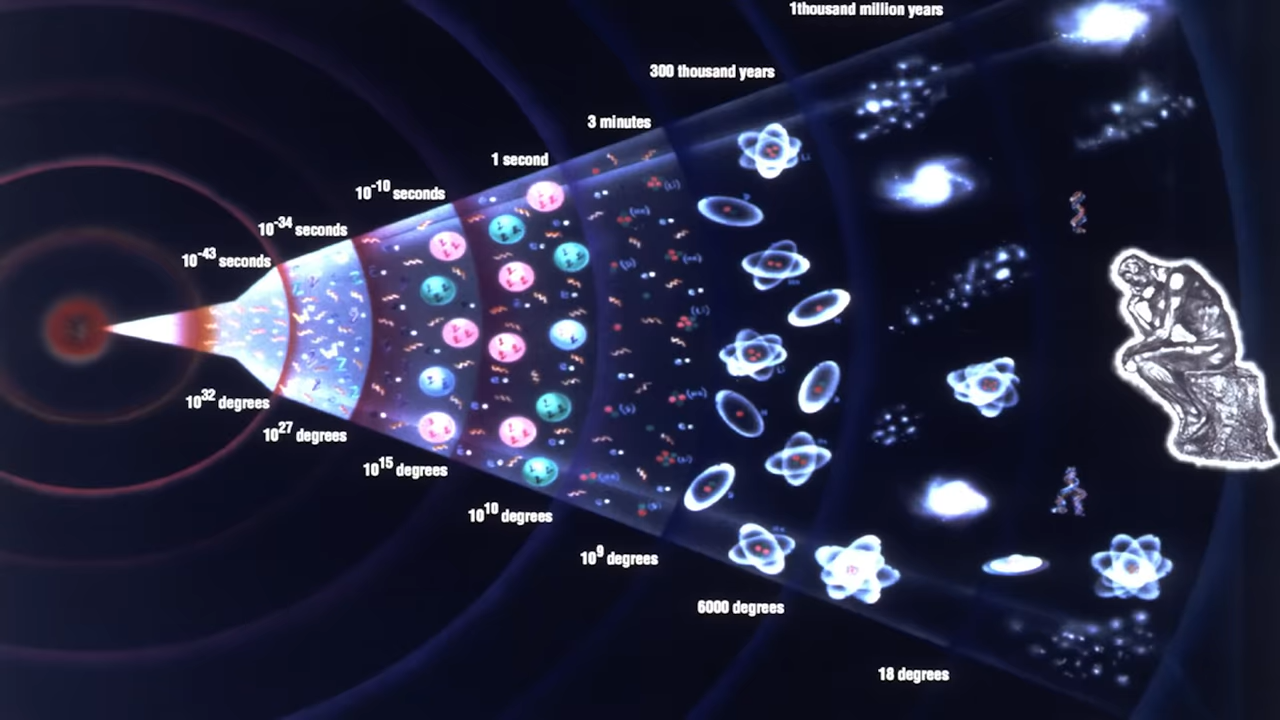 1thousand million years
300 thousand years
3 minutes
1 second
10⁻¹⁰ seconds
10⁻³⁴ seconds
10⁻⁴³ seconds
10³² degrees
10²⁷ degrees
10¹⁵ degrees
10¹⁰ degrees
10⁹ degrees
6000 degrees
18 degrees